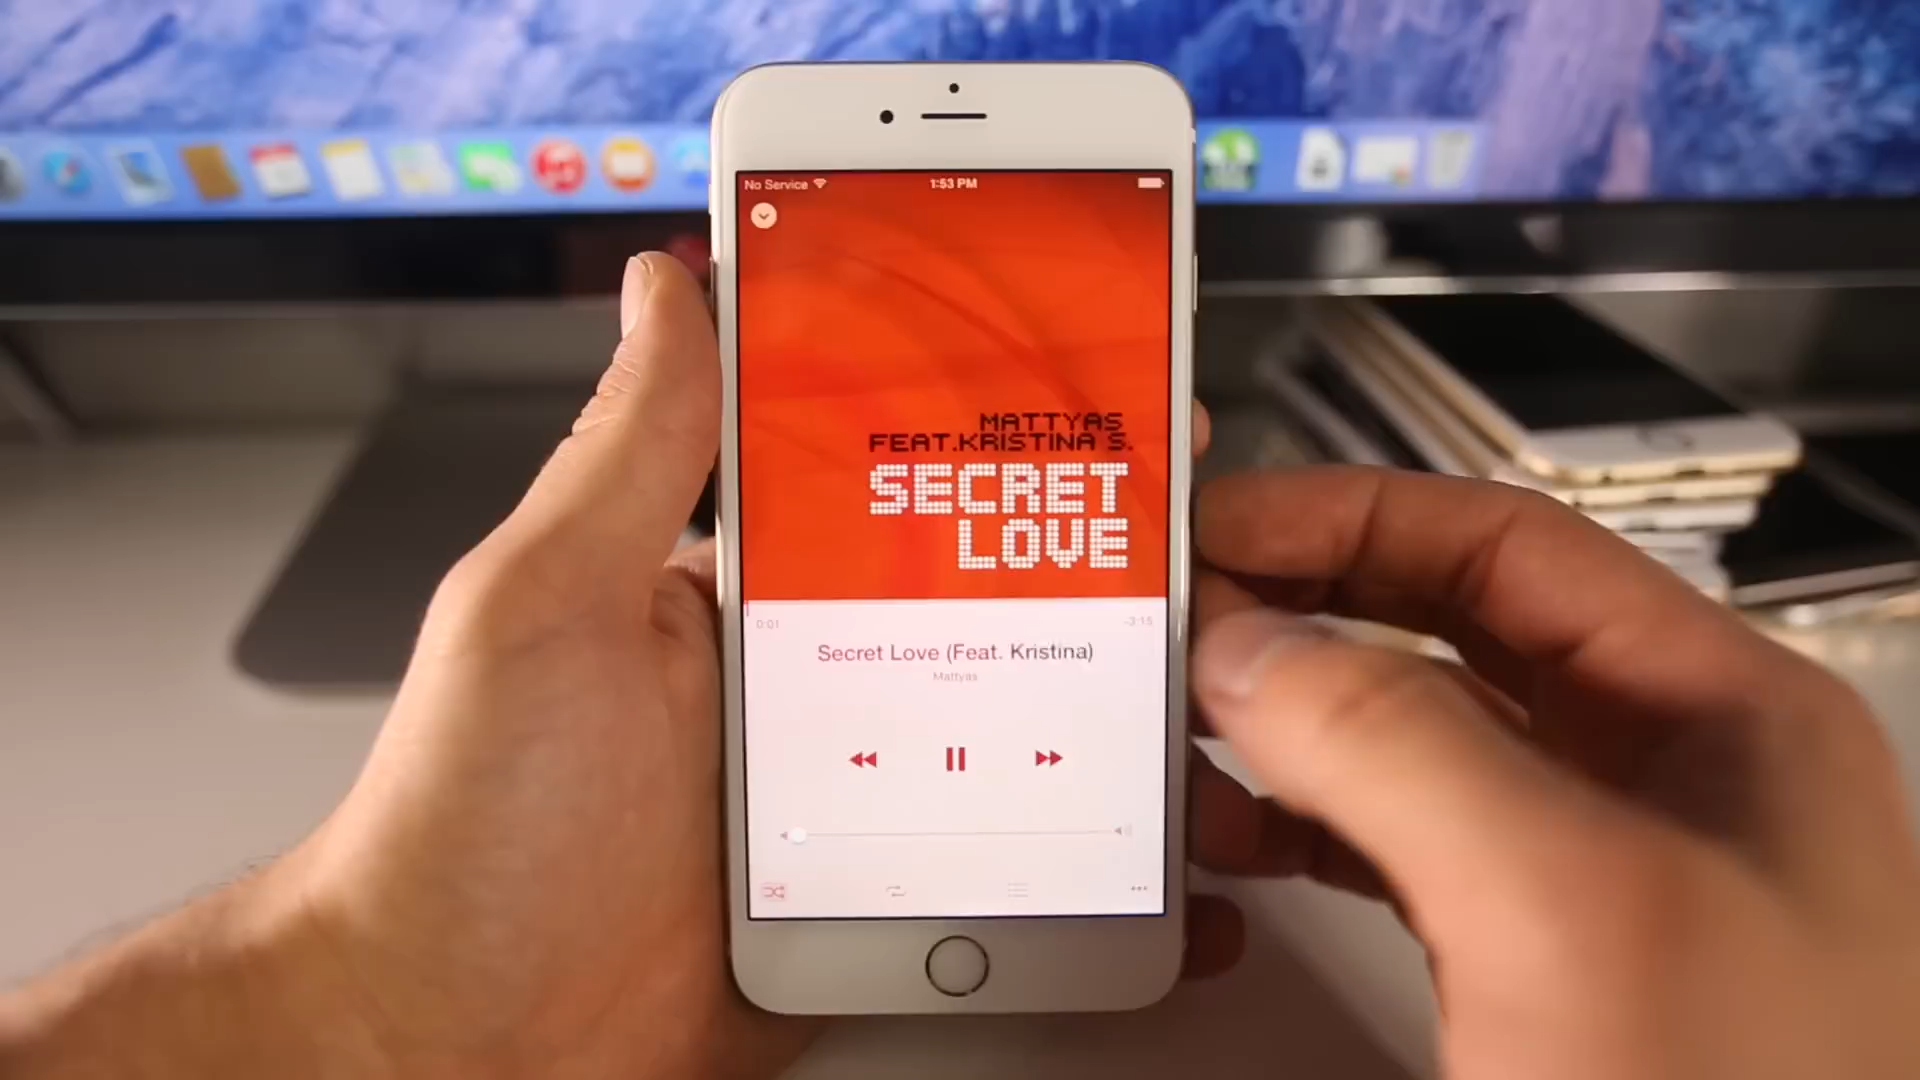 No Service
1:53 PM
MATTYAS
FEAT.KRISTINA S.
SECRET
LOVE
0:01
-3:15
Secret Love (Feat. Kristina)
Mattyas